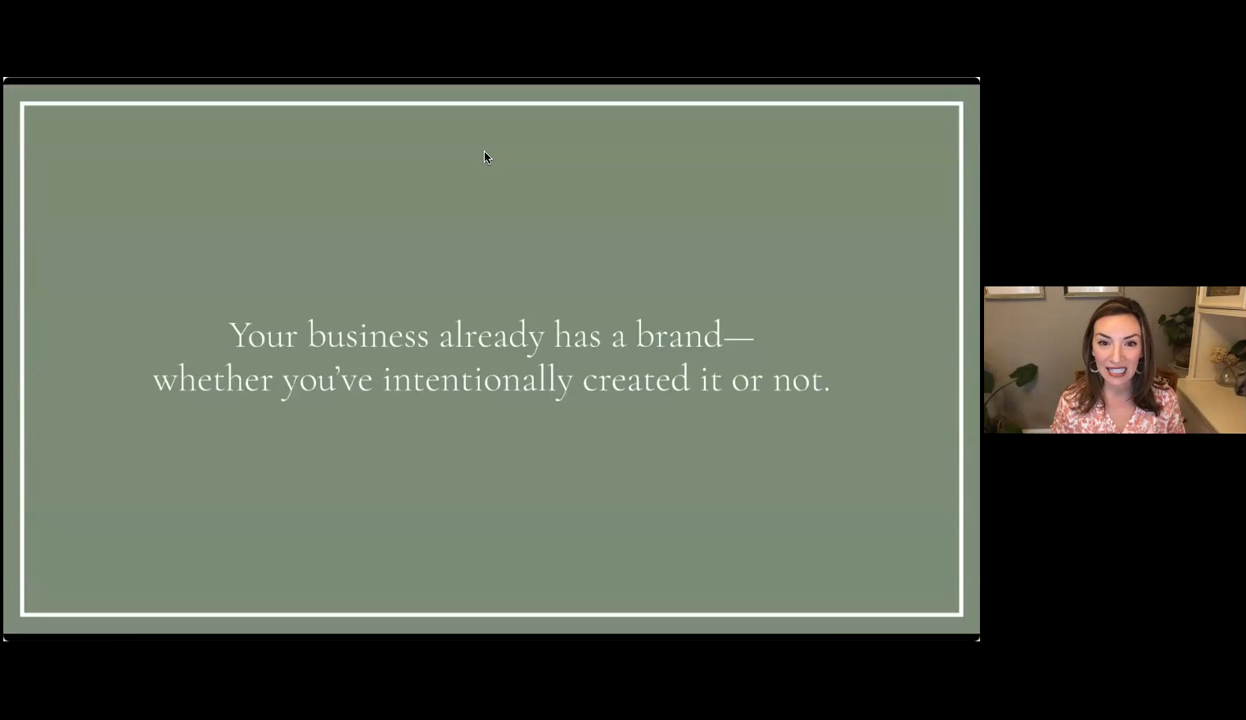 Your business already has a brand—
whether you’ve intentionally created it or not.